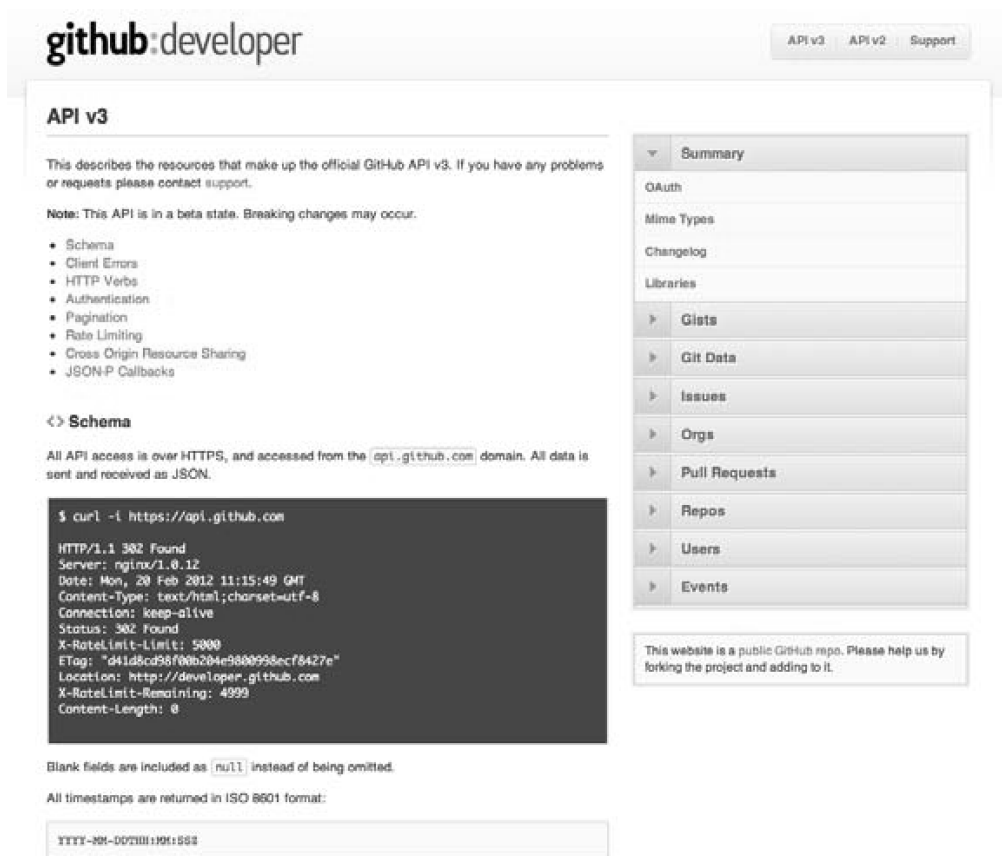 github:developer
API v3 API v2 Support
API v3
This describes the resources that make up the official GitHub API v3. If you have any problems
or requests please contact support.
Note: This API is in a beta state. Breaking changes may occur.
• Schema
• Client Errors
• HTTP Verbs
• Authentication
• Pagination
• Rate Limiting
• Cross Origin Resource Sharing
• JSON-P Callbacks
<> Schema
All API access is over HTTPS, and accessed from the api.github.com domain. All data is
sent and received as JSON.
$ curl -i https://api.github.com
HTTP/1.1 302 Found
Server: nginx/1.0.12
Date: Mon, 20 Feb 2012 11:15:49 GMT
Content-Type: text/html;charset=utf-8
Connection: keep-alive
Status: 302 Found
X-RateLimit-Limit: 5000
ETag: "d41d8cd98f00b204e9800998ecf8427e"
Location: http://developer.github.com
X-RateLimit-Remaining: 4999
Content-Length: 0
Blank fields are included as null instead of being omitted.
All timestamps are returned in ISO 8601 format:
YYYY-MM-DDTHH:MM:SSZ
Summary
OAuth
Mime Types
Changelog
Libraries
Gists
Git Data
Issues
Orgs
Pull Requests
Repos
Users
Events
This website is a public GitHub repo. Please help us by
forking the project and adding to it.